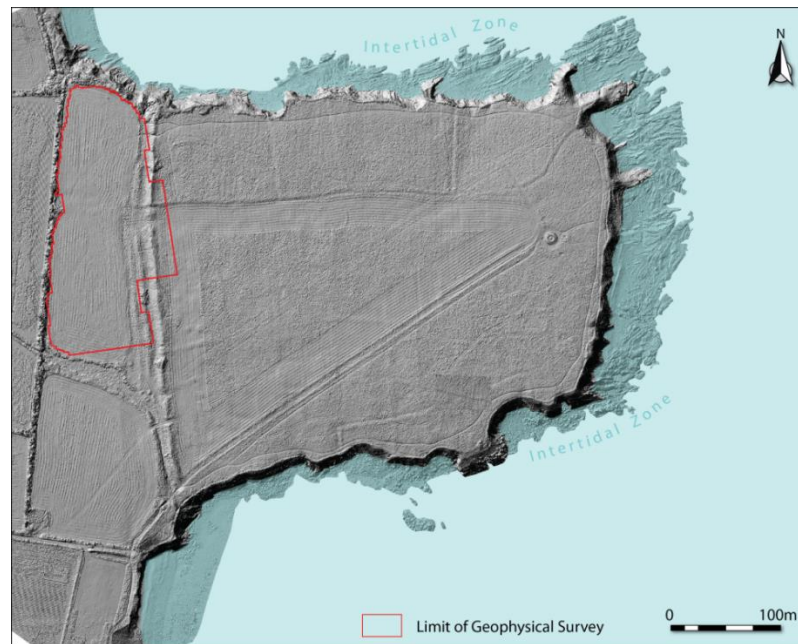 Intertidal Zone
N
Intertidal Zone
Limit of Geophysical Survey
0 100m